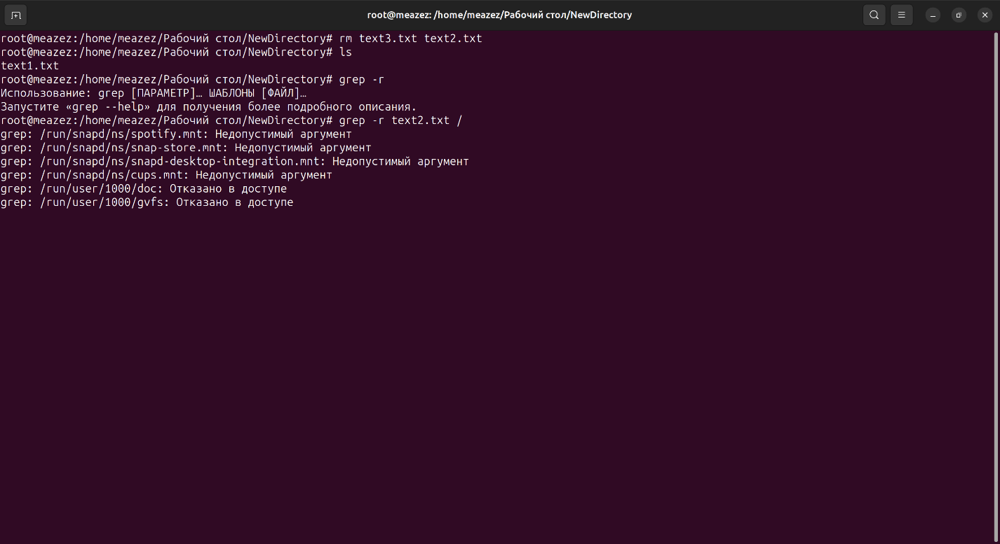 root@meazez: /home/meazez/Рабочий стол/NewDirectory
root@meazez:/home/meazez/Рабочий стол/NewDirectory# rm text3.txt text2.txt
root@meazez:/home/meazez/Рабочий стол/NewDirectory# ls
text1.txt
root@meazez:/home/meazez/Рабочий стол/NewDirectory# grep -r
Использование: grep [ПАРАМЕТР]… ШАБЛОНЫ [ФАЙЛ]…
Запустите «grep --help» для получения более подробного описания.
root@meazez:/home/meazez/Рабочий стол/NewDirectory# grep -r text2.txt /
grep: /run/snapd/ns/spotify.mnt: Недопустимый аргумент
grep: /run/snapd/ns/snap-store.mnt: Недопустимый аргумент
grep: /run/snapd/ns/snapd-desktop-integration.mnt: Недопустимый аргумент
grep: /run/snapd/ns/cups.mnt: Недопустимый аргумент
grep: /run/user/1000/doc: Отказано в доступе
grep: /run/user/1000/gvfs: Отказано в доступе